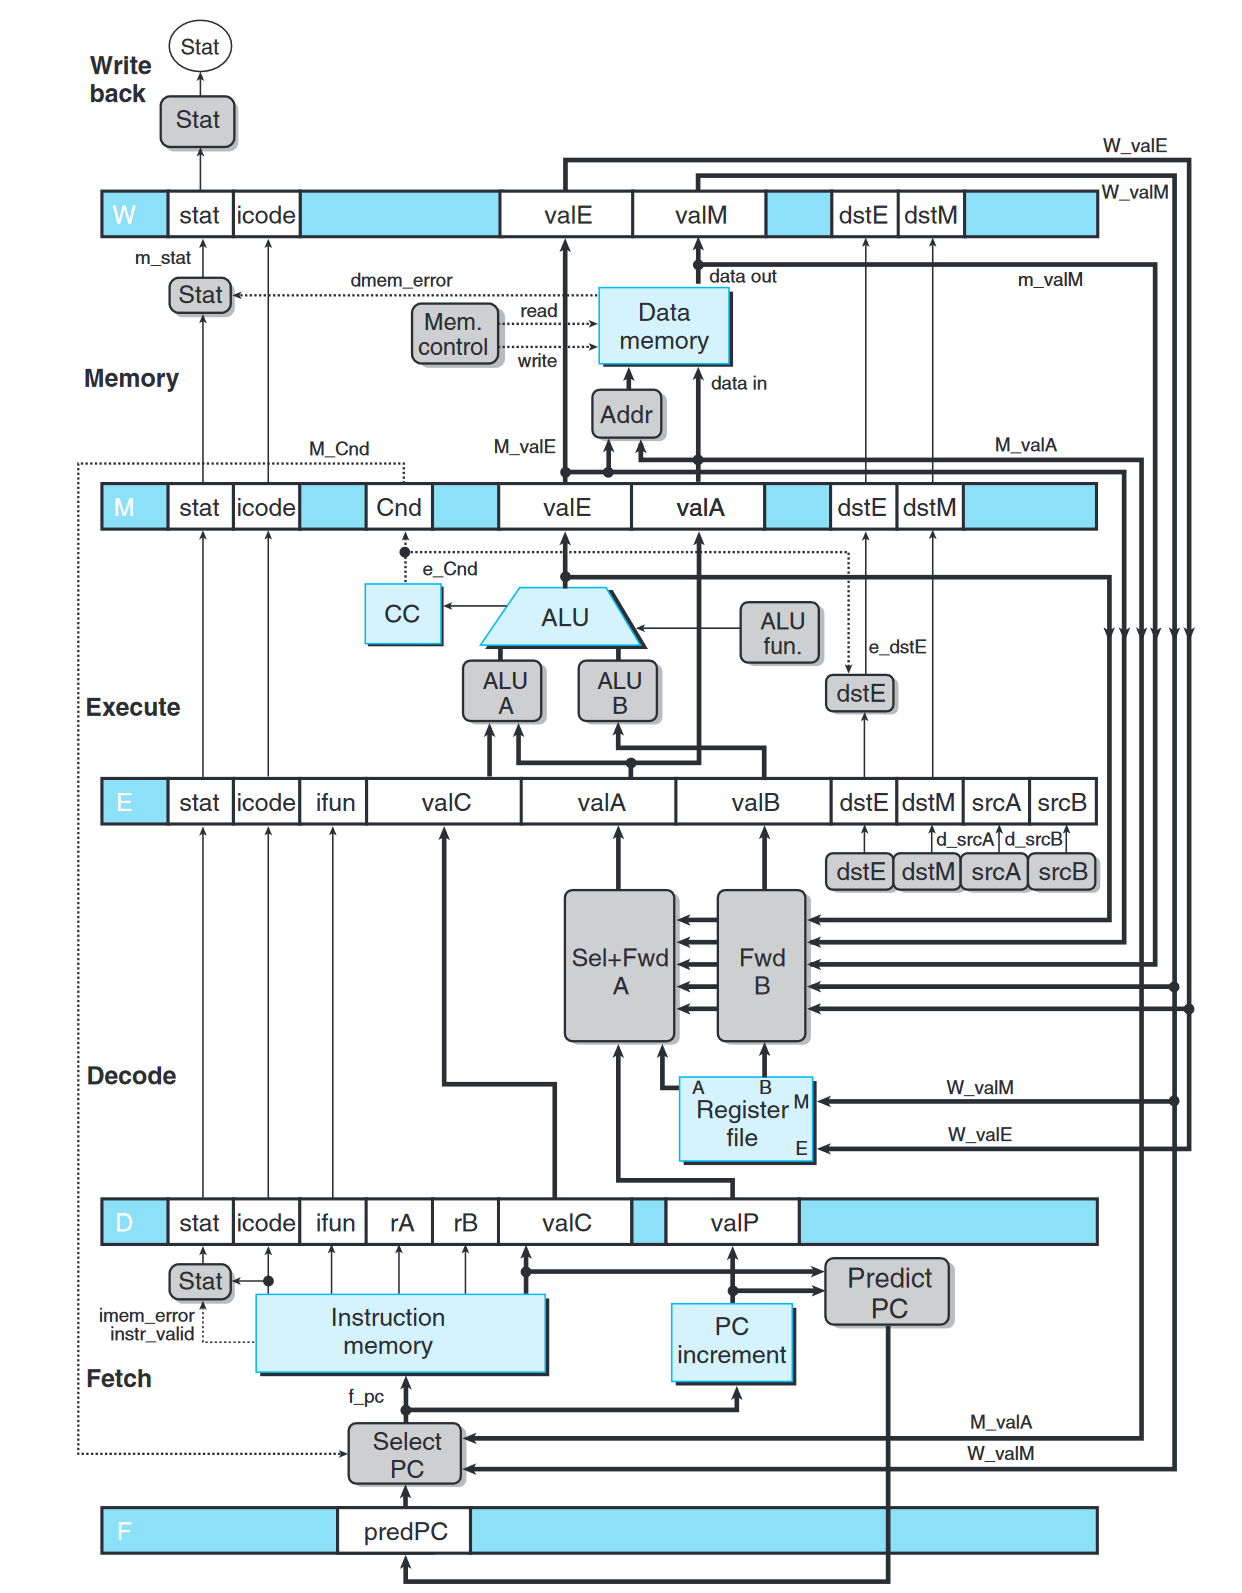 Stat
Write
back
Stat
W_valE
W_valM
W
stat
icode
valE
valM
dstE
dstM
m_stat
data out
m_valM
Stat
dmem_error
read
Mem.
control
write
Data
memory
Memory
data in
Addr
M_Cnd
M_valE
M_valA
M
stat
icode
Cnd
valE
valA
dstE
dstM
e_Cnd
CC
ALU
ALU
fun.
e_dstE
ALU
A
ALU
B
dstE
Execute
E
stat
icode
ifun
valC
valA
valB
dstE
dstM
srcA
srcB
d_srcA
d_srcB
dstE
dstM
srcA
srcB
Sel+Fwd
A
Fwd
B
Decode
A
B
M
Register
file
E
W_valM
W_valE
D
stat
icode
ifun
rA
rB
valC
valP
Stat
imem_error
instr_valid
Instruction
memory
PC
increment
Predict
PC
Fetch
f_pc
M_valA
Select
PC
W_valM
F
predPC